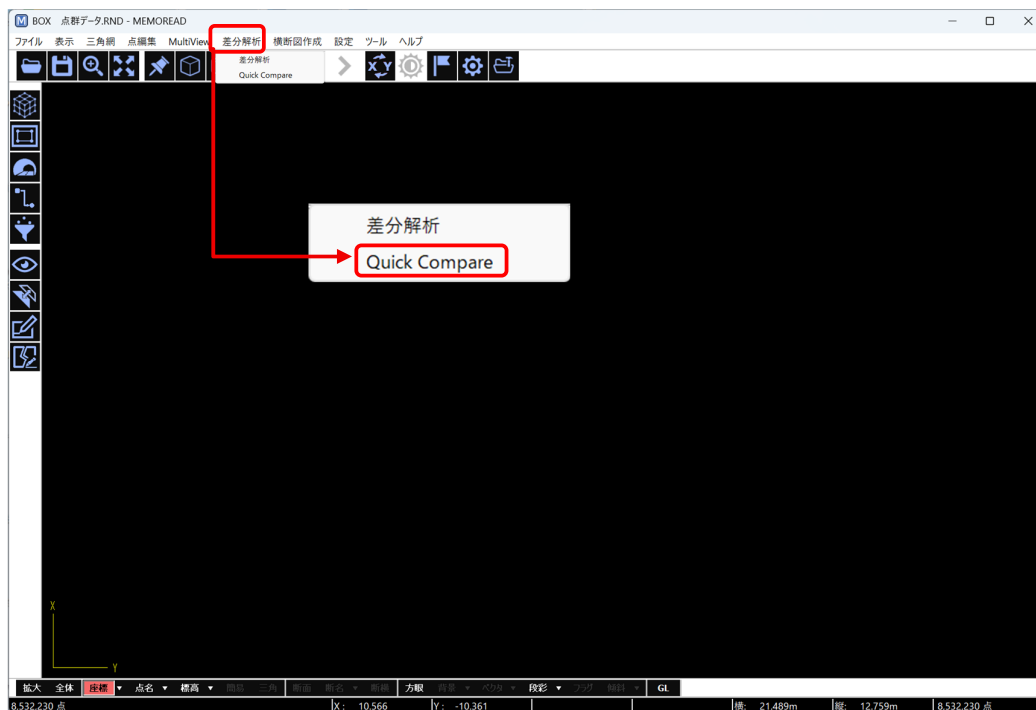 BOX 点群データ.RND - MEMOREAD
ファイル 表示 三角網 点編集 MultiView 差分解析 横断図作成 設定 ツール ヘルプ
差分解析
Quick Compare
差分解析
Quick Compare
X
Y
拡大 全体 座標 点名 標高 簡易 三角 断面 断名 断横 方眼 背景 ベクタ 段彩 フラグ 傾斜 GL
8,532,230 点 X : 10.566 Y : -10.361 横: 21.489m 縦: 12.759m 8,532,230 点